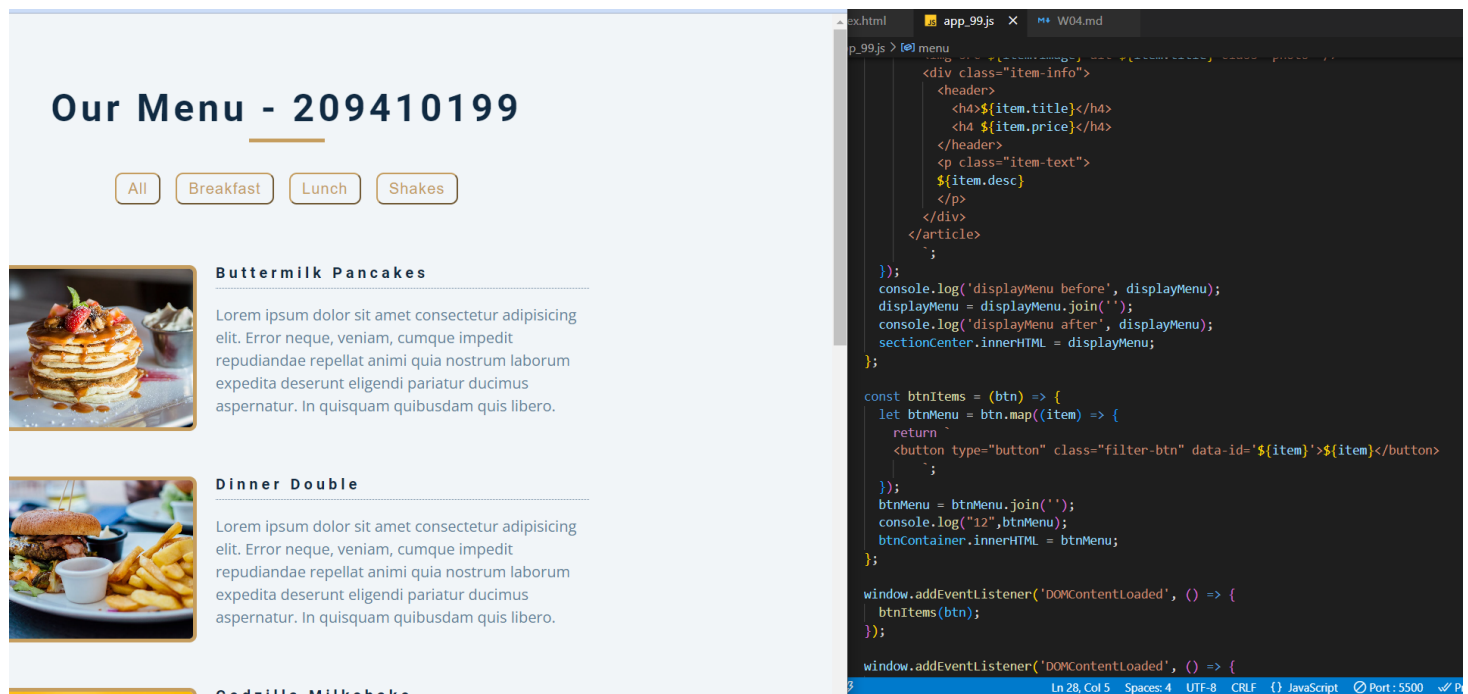 Our Menu - 209410199
All
Breakfast
Lunch
Shakes
Buttermilk Pancakes
Lorem ipsum dolor sit amet consectetur adipisicing
elit. Error neque, veniam, cumque impedit
repudiandae repellat animi quia nostrum laborum
expedita deserunt eligendi pariatur ducimus
aspernatur. In quisquam quibusdam quis libero.
Dinner Double
Lorem ipsum dolor sit amet consectetur adipisicing
elit. Error neque, veniam, cumque impedit
repudiandae repellat animi quia nostrum laborum
expedita deserunt eligendi pariatur ducimus
aspernatur. In quisquam quibusdam quis libero.
Godzilla Milkshake
ex.html
JS app_99.js
W04.md
p_99.js > menu
<div class="item-info">
<header>
<h4>${item.title}</h4>
<h4 ${item.price}</h4>
</header>
<p class="item-text">
${item.desc}
</p>
</div>
</article>
`;
});
console.log('displayMenu before', displayMenu);
displayMenu = displayMenu.join('');
console.log('displayMenu after', displayMenu);
sectionCenter.innerHTML = displayMenu;
};
const btnItems = (btn) => {
let btnMenu = btn.map((item) => {
return `
<button type="button" class="filter-btn" data-id='${item}'>${item}</button>
`;
});
btnMenu = btnMenu.join('');
console.log("12",btnMenu);
btnContainer.innerHTML = btnMenu;
};
window.addEventListener('DOMContentLoaded', () => {
btnItems(btn);
});
window.addEventListener('DOMContentLoaded', () => {
Ln 28, Col 5 Spaces: 4 UTF-8 CRLF {} JavaScript Port : 5500